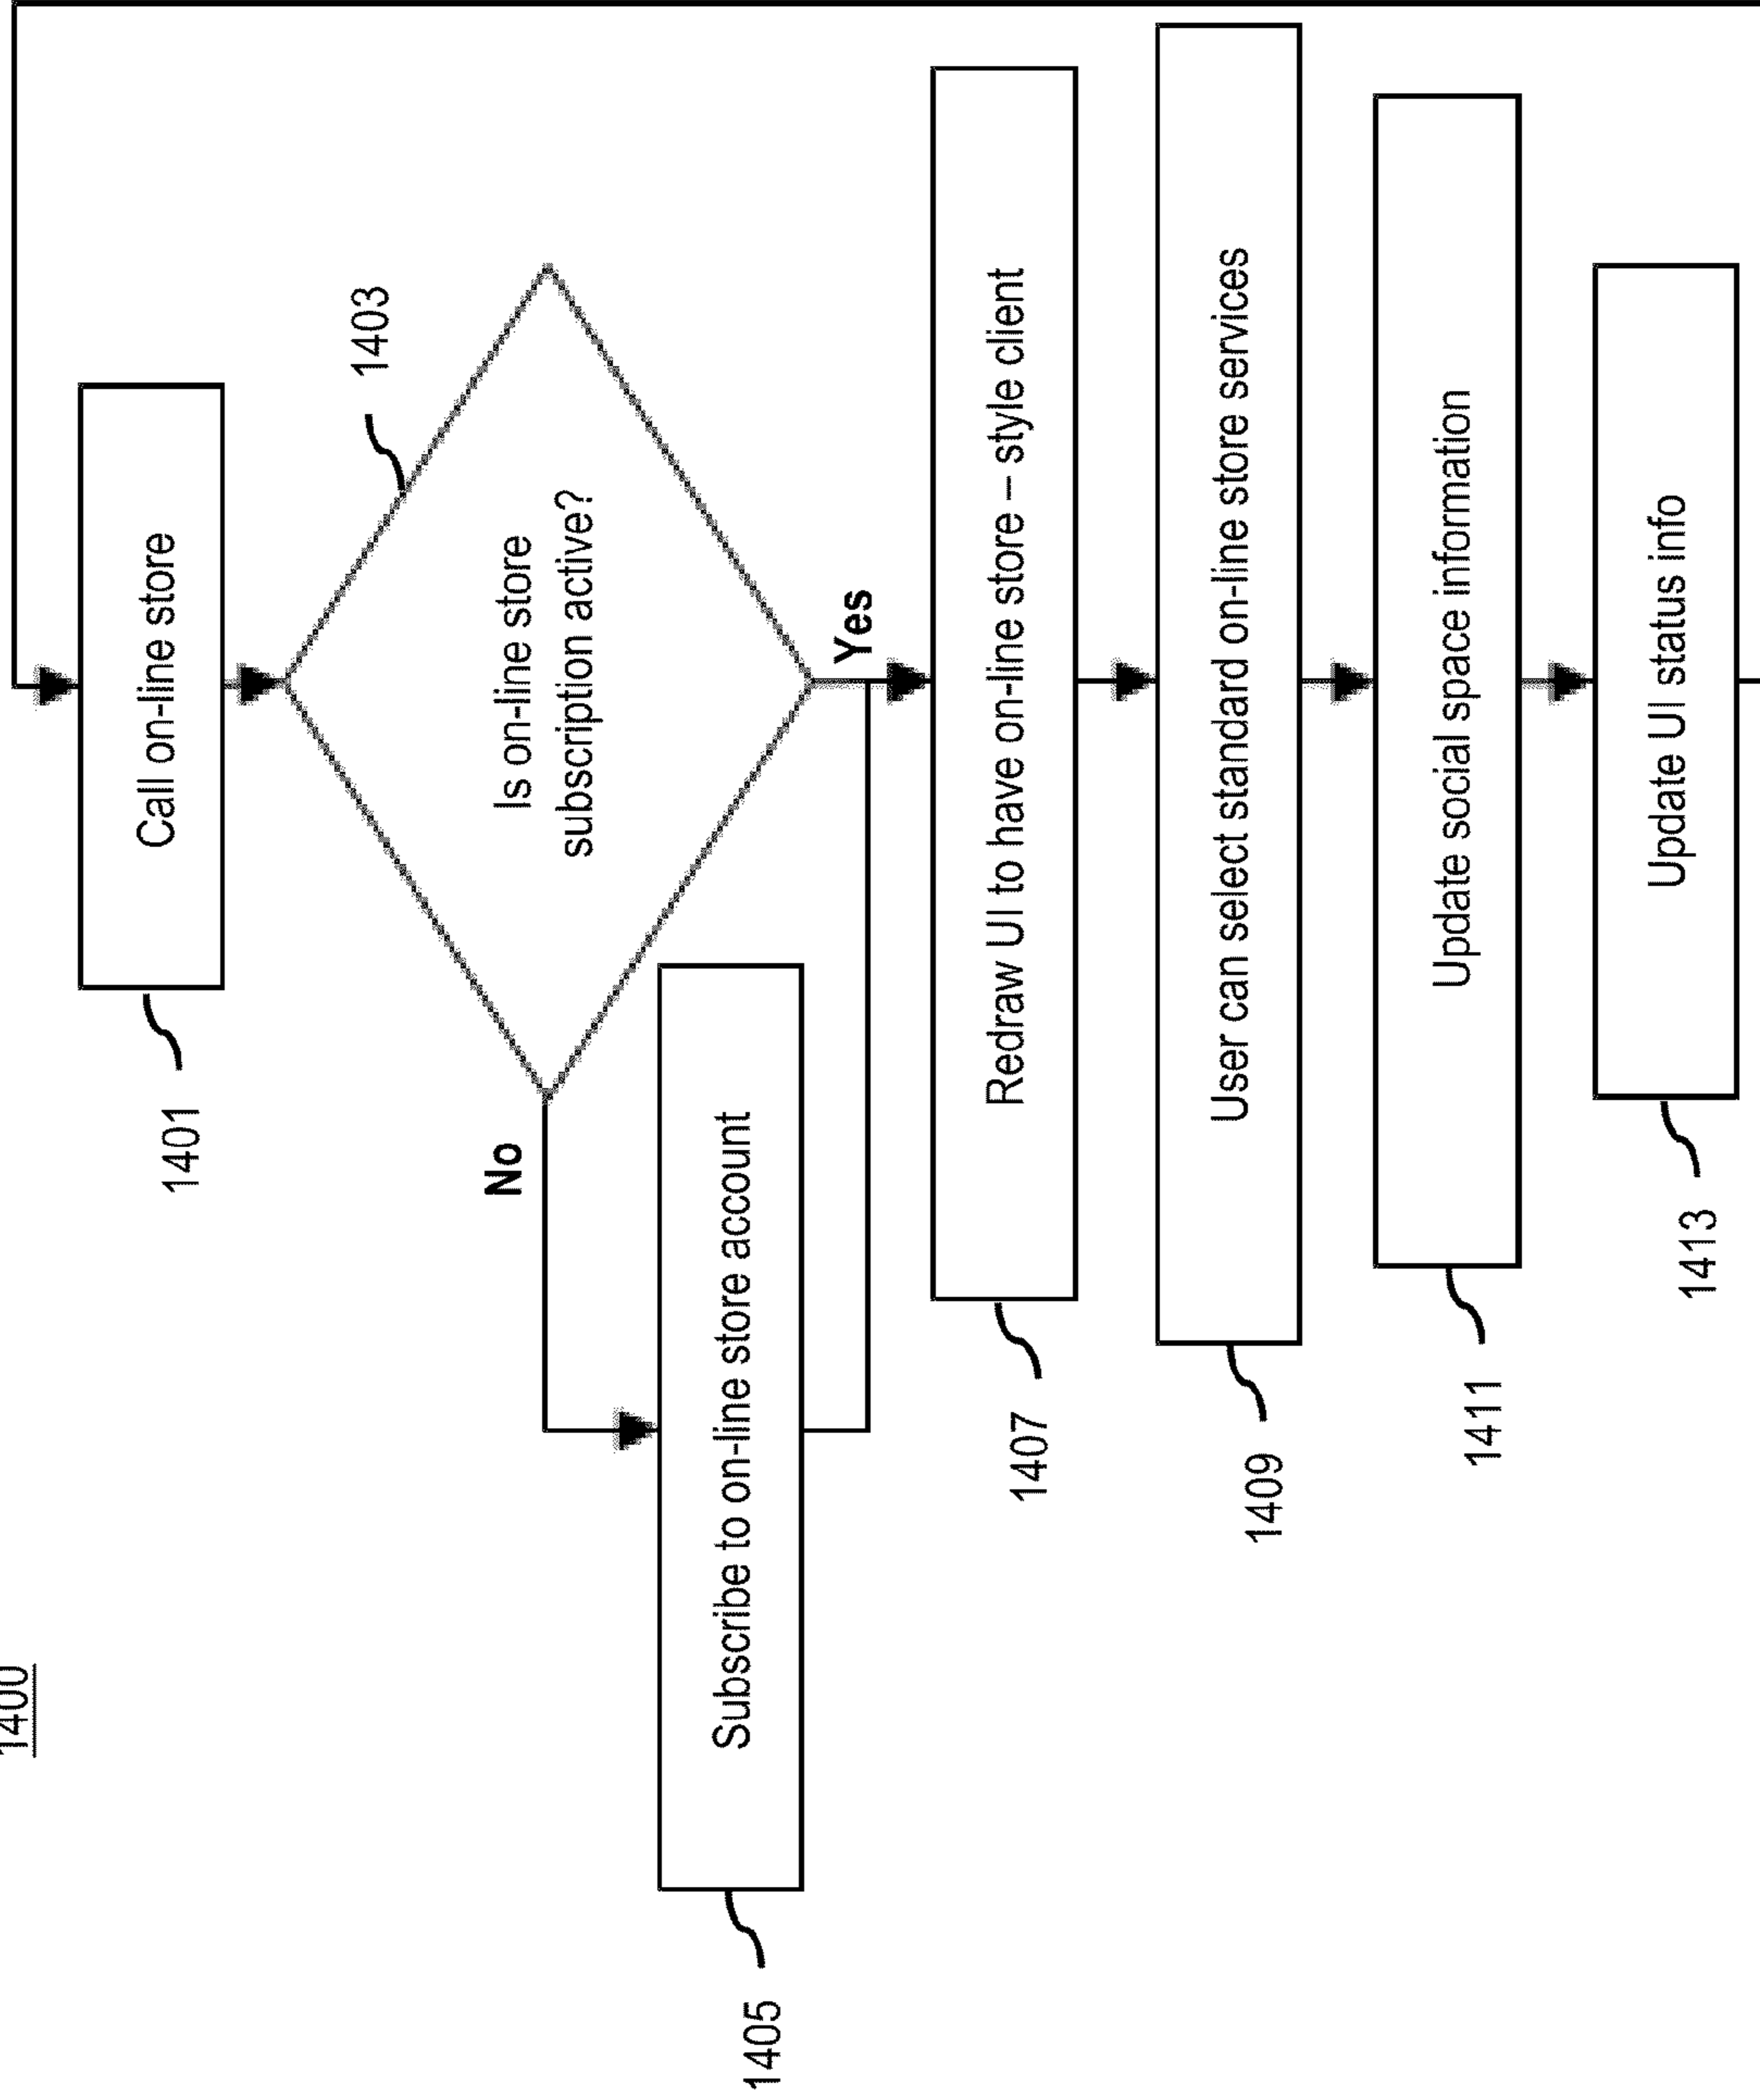 1400
1401
Call on-line store
1403
Is on-line store
subscription active?
No
Yes
1405
Subscribe to on-line store account
1407
Redraw UI to have on-line store – style client
1409
User can select standard on-line store services
1411
Update social space information
1413
Update UI status info